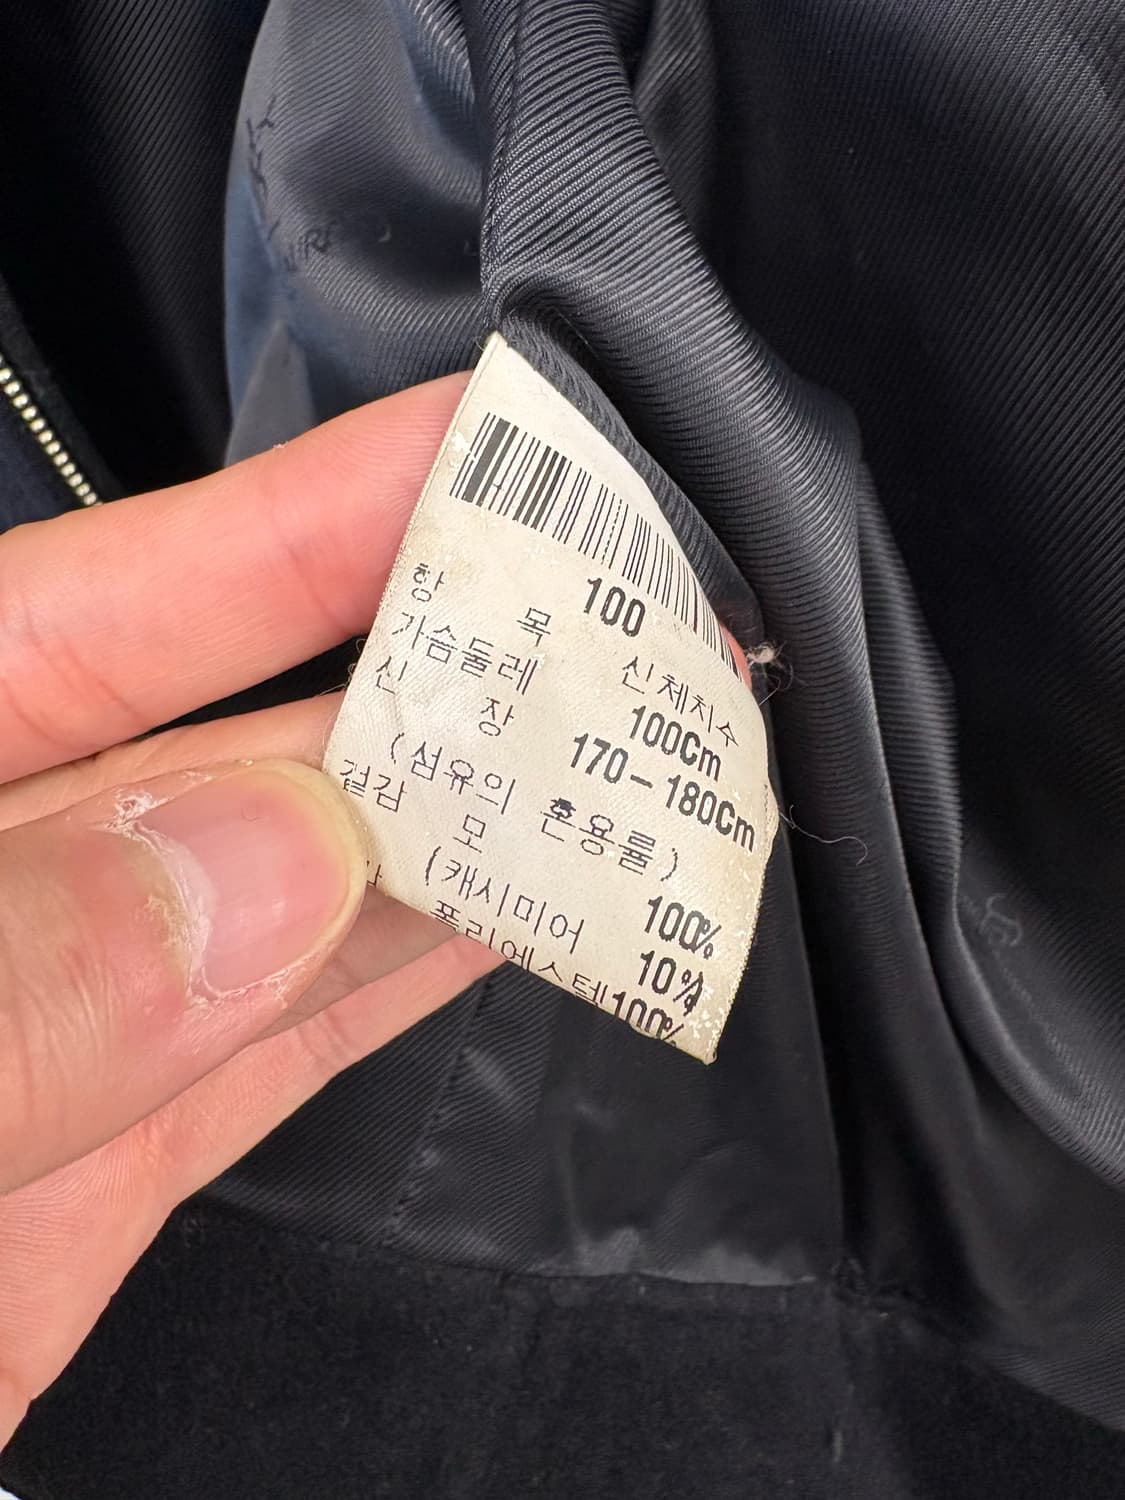 100
항 목 신체치수
가슴둘레 100Cm
신 장 170-180Cm
(섬유의 혼용률)
겉감 모 100%
(캐시미어 10%)
폴리에스텔 100%